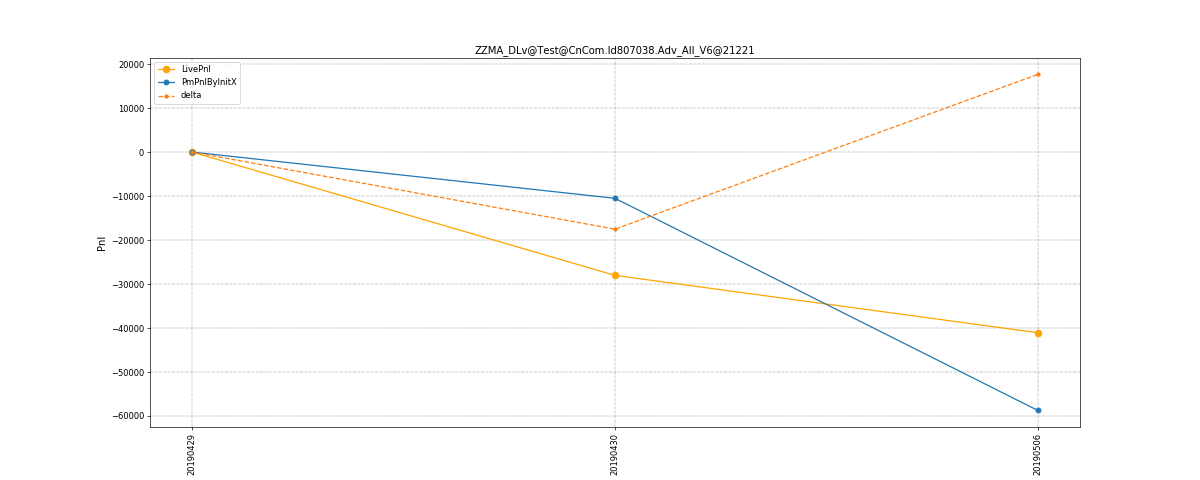 ZZMA_DLv@Test@CnCom.Id807038.Adv_All_V6@21221
LivePnl
PmPnlByInitX
delta
20000
10000
0
−10000
−20000
−30000
−40000
−50000
−60000
Pnl
20190429
20190430
20190506